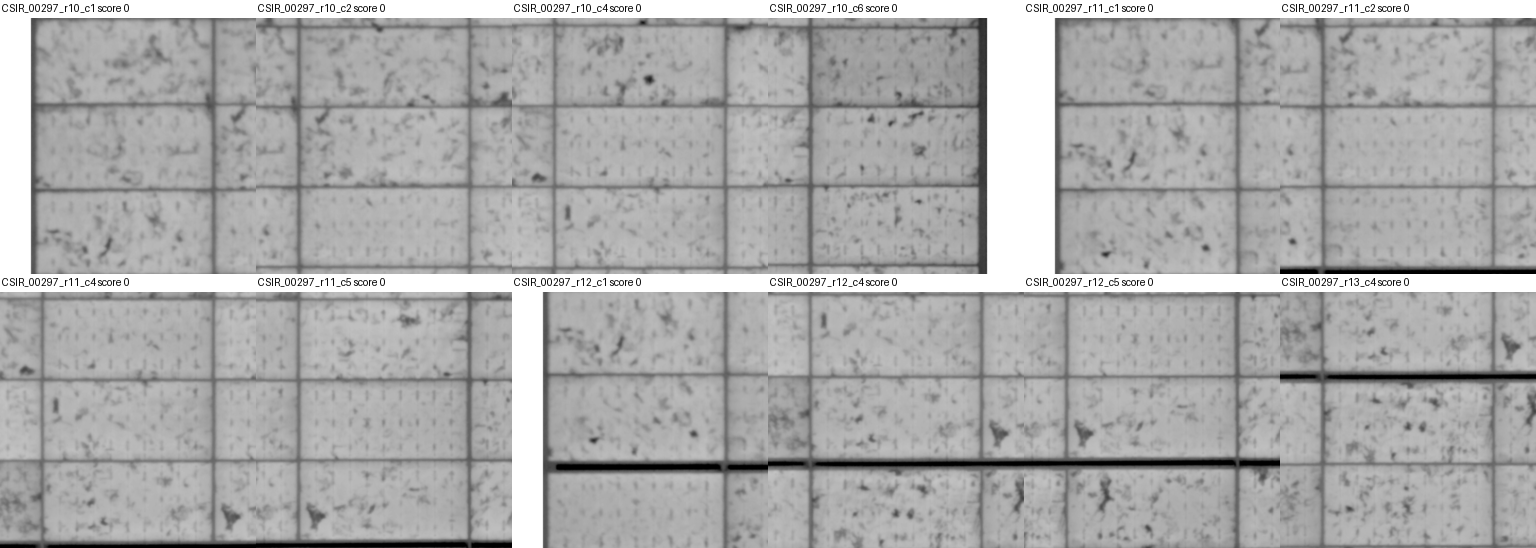 CSIR_00297_r10_c1 score 0
CSIR_00297_r10_c2 score 0
CSIR_00297_r10_c4 score 0
CSIR_00297_r10_c6 score 0
CSIR_00297_r11_c1 score 0
CSIR_00297_r11_c2 score 0
CSIR_00297_r11_c4 score 0
CSIR_00297_r11_c5 score 0
CSIR_00297_r12_c1 score 0
CSIR_00297_r12_c4 score 0
CSIR_00297_r12_c5 score 0
CSIR_00297_r13_c4 score 0